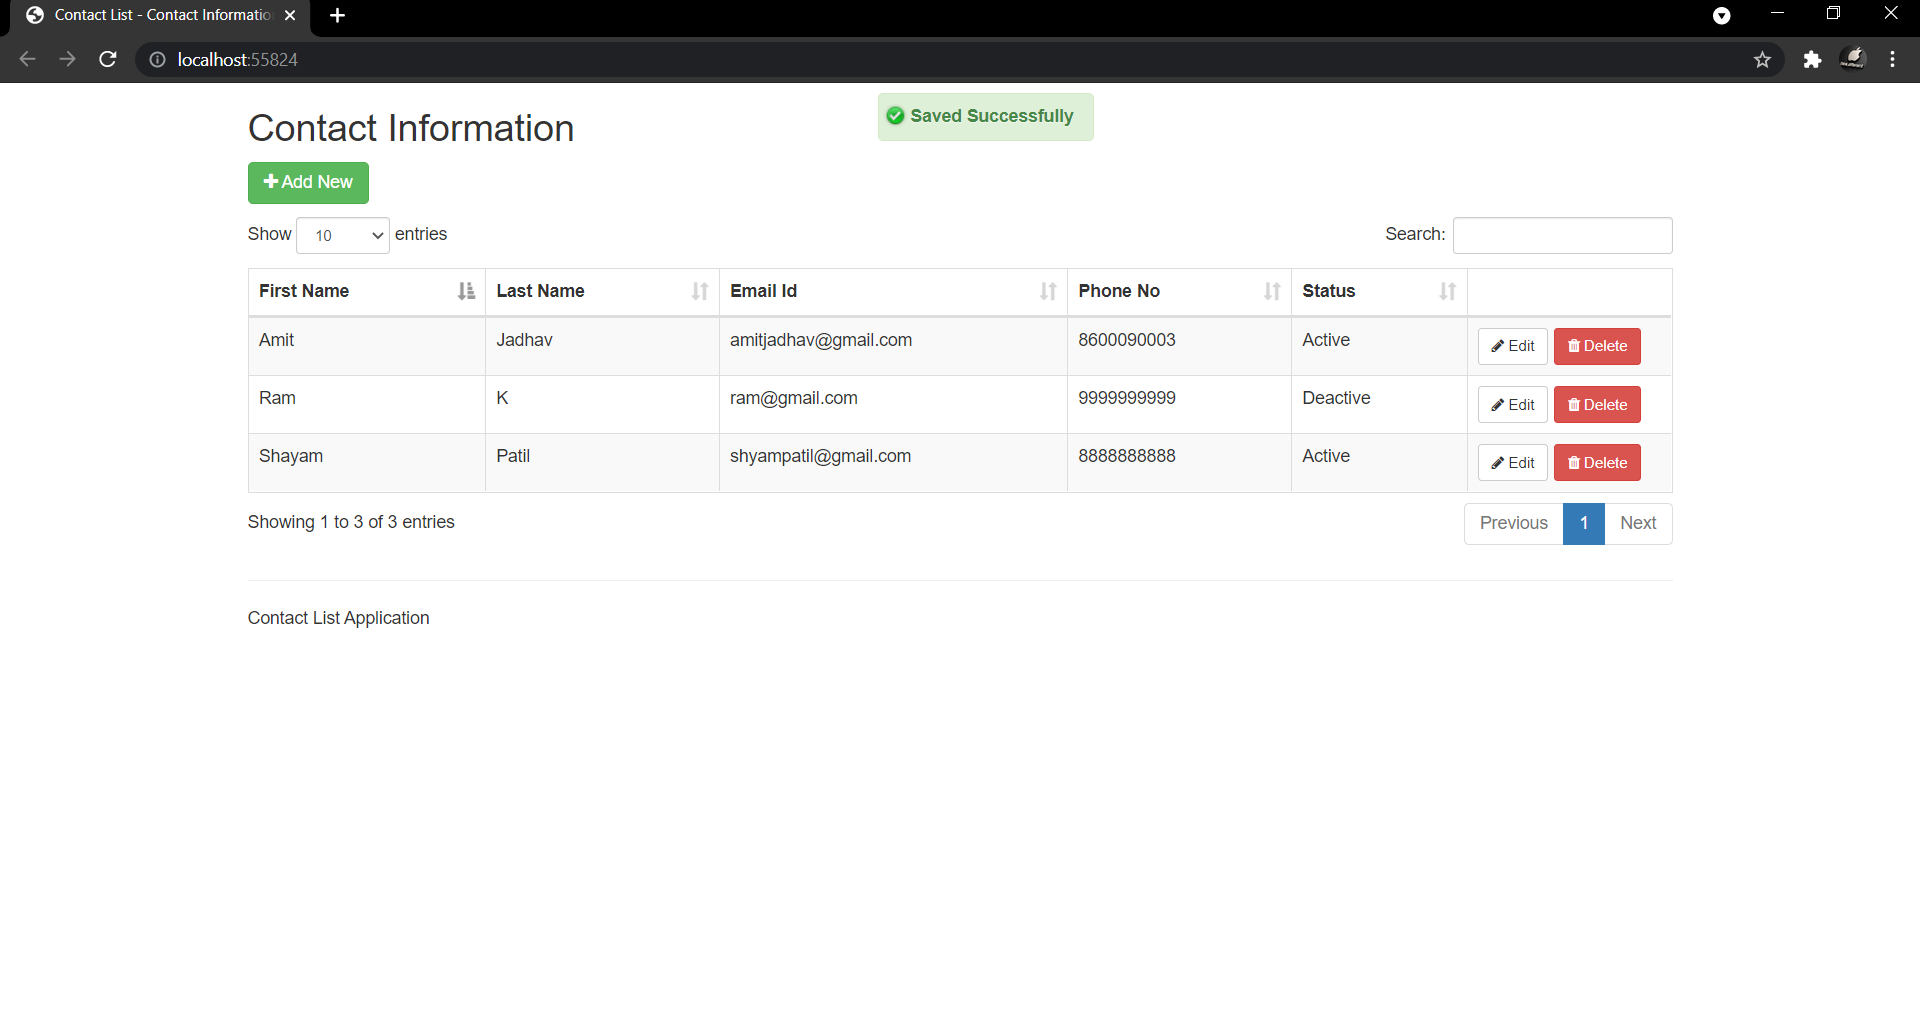 Contact List - Contact Informatio
localhost:55824
Contact Information
Saved Successfully
Add New
Show 10 entries
Search:
First Name Last Name Email Id Phone No Status
Amit Jadhav amitjadhav@gmail.com 8600090003 Active Edit Delete
Ram K ram@gmail.com 9999999999 Deactive Edit Delete
Shayam Patil shyampatil@gmail.com 8888888888 Active Edit Delete
Showing 1 to 3 of 3 entries
Previous 1 Next
Contact List Application